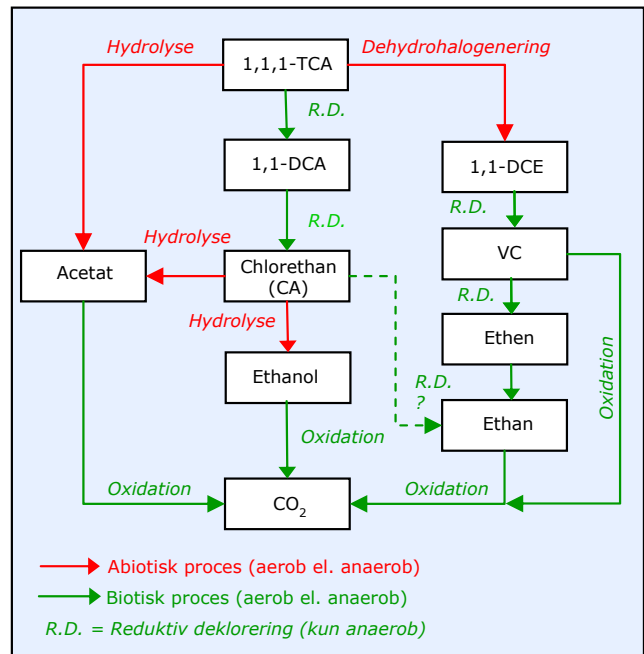 Hydrolyse
Dehydrohalogenering
1,1,1-TCA
R.D.
1,1-DCA
1,1-DCE
R.D.
R.D.
Hydrolyse
Acetat
Chlorethan
(CA)
VC
R.D.
Hydrolyse
Ethen
Ethanol
R.D.
?
Oxidation
Ethan
Oxidation
Oxidation
CO₂
Oxidation
Abiotisk proces (aerob el. anaerob)
Biotisk proces (aerob el. anaerob)
R.D. = Reduktiv deklorering (kun anaerob)